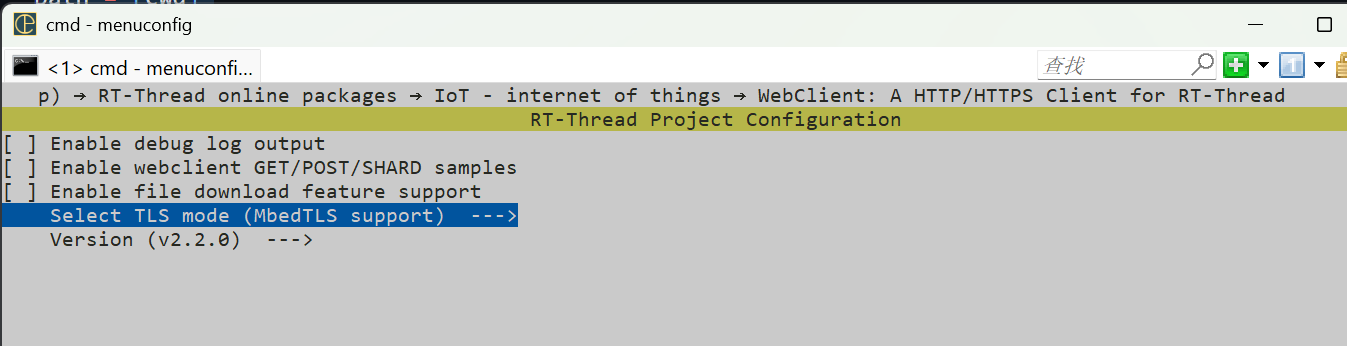 cmd - menuconfig
<1> cmd - menuconfi...
查找
p) → RT-Thread online packages → IoT - internet of things → WebClient: A HTTP/HTTPS Client for RT-Thread
RT-Thread Project Configuration
[ ] Enable debug log output
[ ] Enable webclient GET/POST/SHARD samples
[ ] Enable file download feature support
Select TLS mode (MbedTLS support) --->
Version (v2.2.0) --->